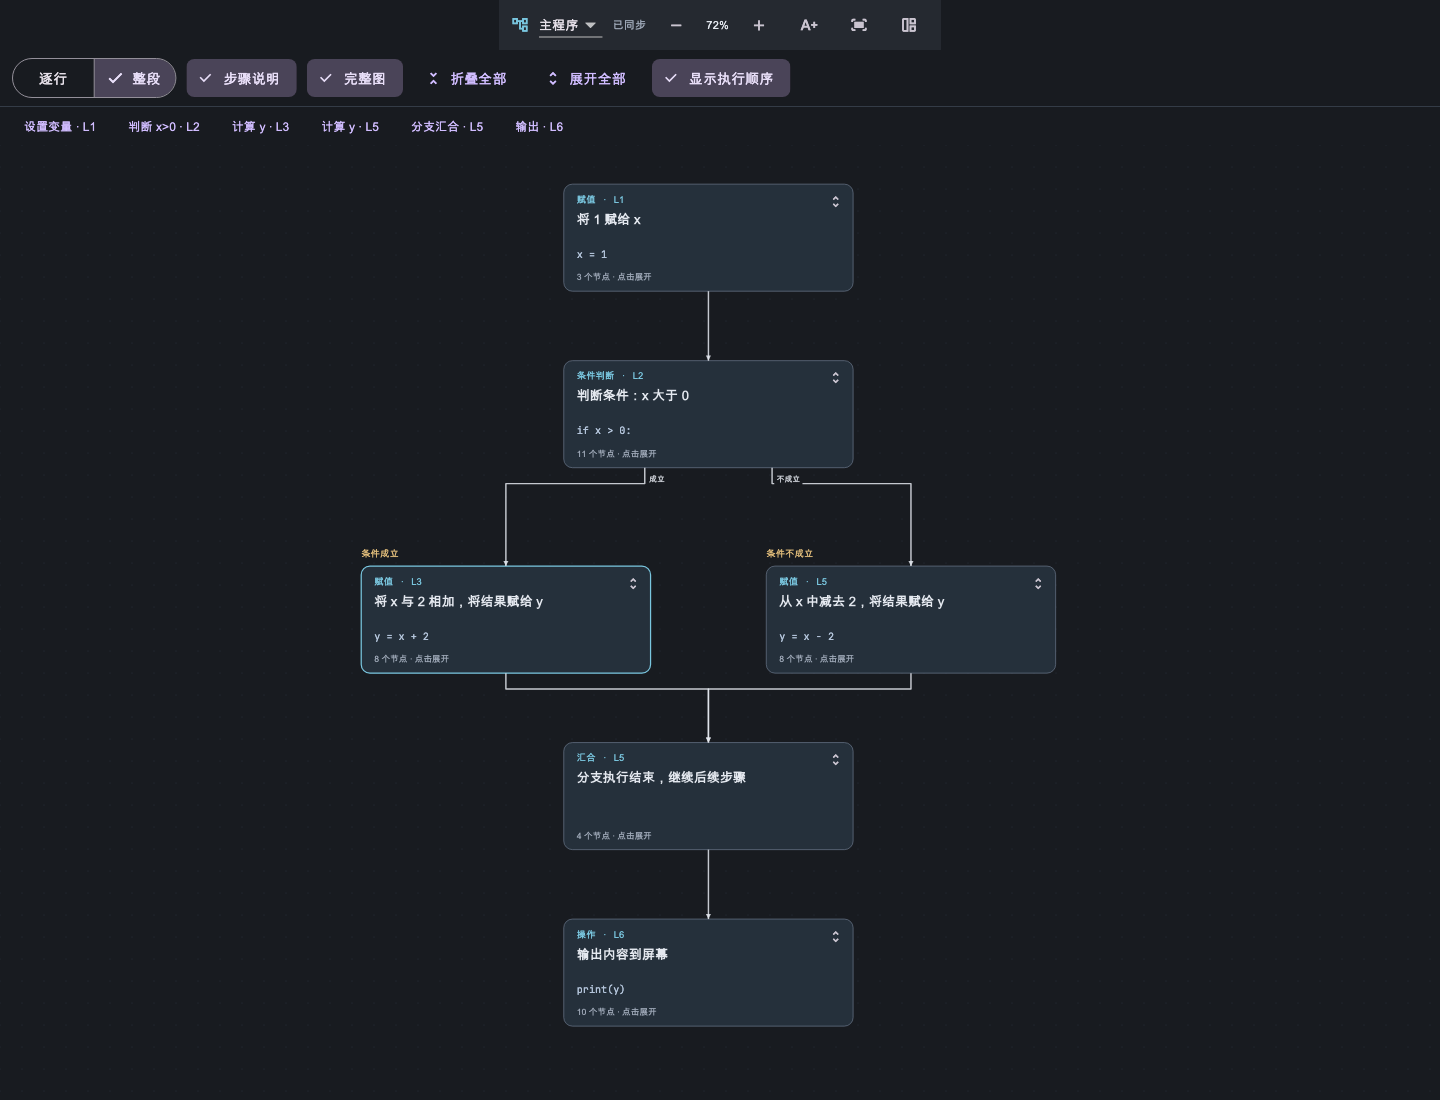 主程序 已同步 72% A+
逐行 整段 步骤说明 完整图 折叠全部 展开全部 显示执行顺序
设置变量 · L1 判断 x>0 · L2 计算 y · L3 计算 y · L5 分支汇合 · L5 输出 · L6
赋值 · L1
将 1 赋给 x
x = 1
3 个节点 · 点击展开
条件判断 · L2
判断条件：x 大于 0
if x > 0:
11 个节点 · 点击展开
成立 不成立
条件成立
赋值 · L3
将 x 与 2 相加，将结果赋给 y
y = x + 2
8 个节点 · 点击展开
条件不成立
赋值 · L5
从 x 中减去 2，将结果赋给 y
y = x - 2
8 个节点 · 点击展开
汇合 · L5
分支执行结束，继续后续步骤
4 个节点 · 点击展开
操作 · L6
输出内容到屏幕
print(y)
10 个节点 · 点击展开